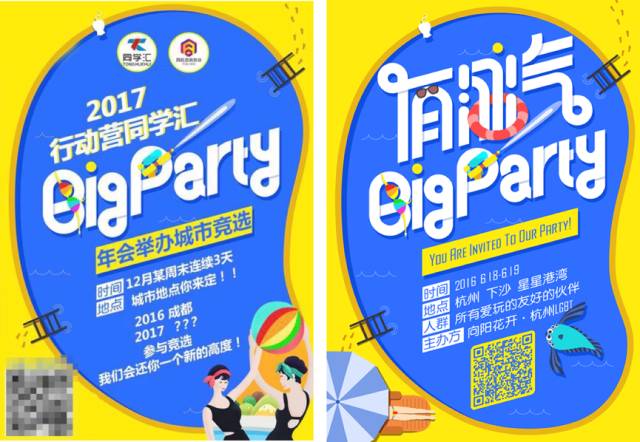 同学汇
TONGXUEHUI
2017
行动营同学汇
BigParty
年会举办城市竞选
时间 12月某周末连续3天
地点 城市地点你来定！！
2016 成都
2017 ???
参与竞选
我们会还你一个新的高度！
有泳气
BigParty
YOU ARE INVITED TO OUR PARTY!
时间 2016 6.18-6.19
地点 杭州 下沙 星星港湾
人群 所有爱玩的友好的伙伴
主办方 向阳花开·杭州LGBT